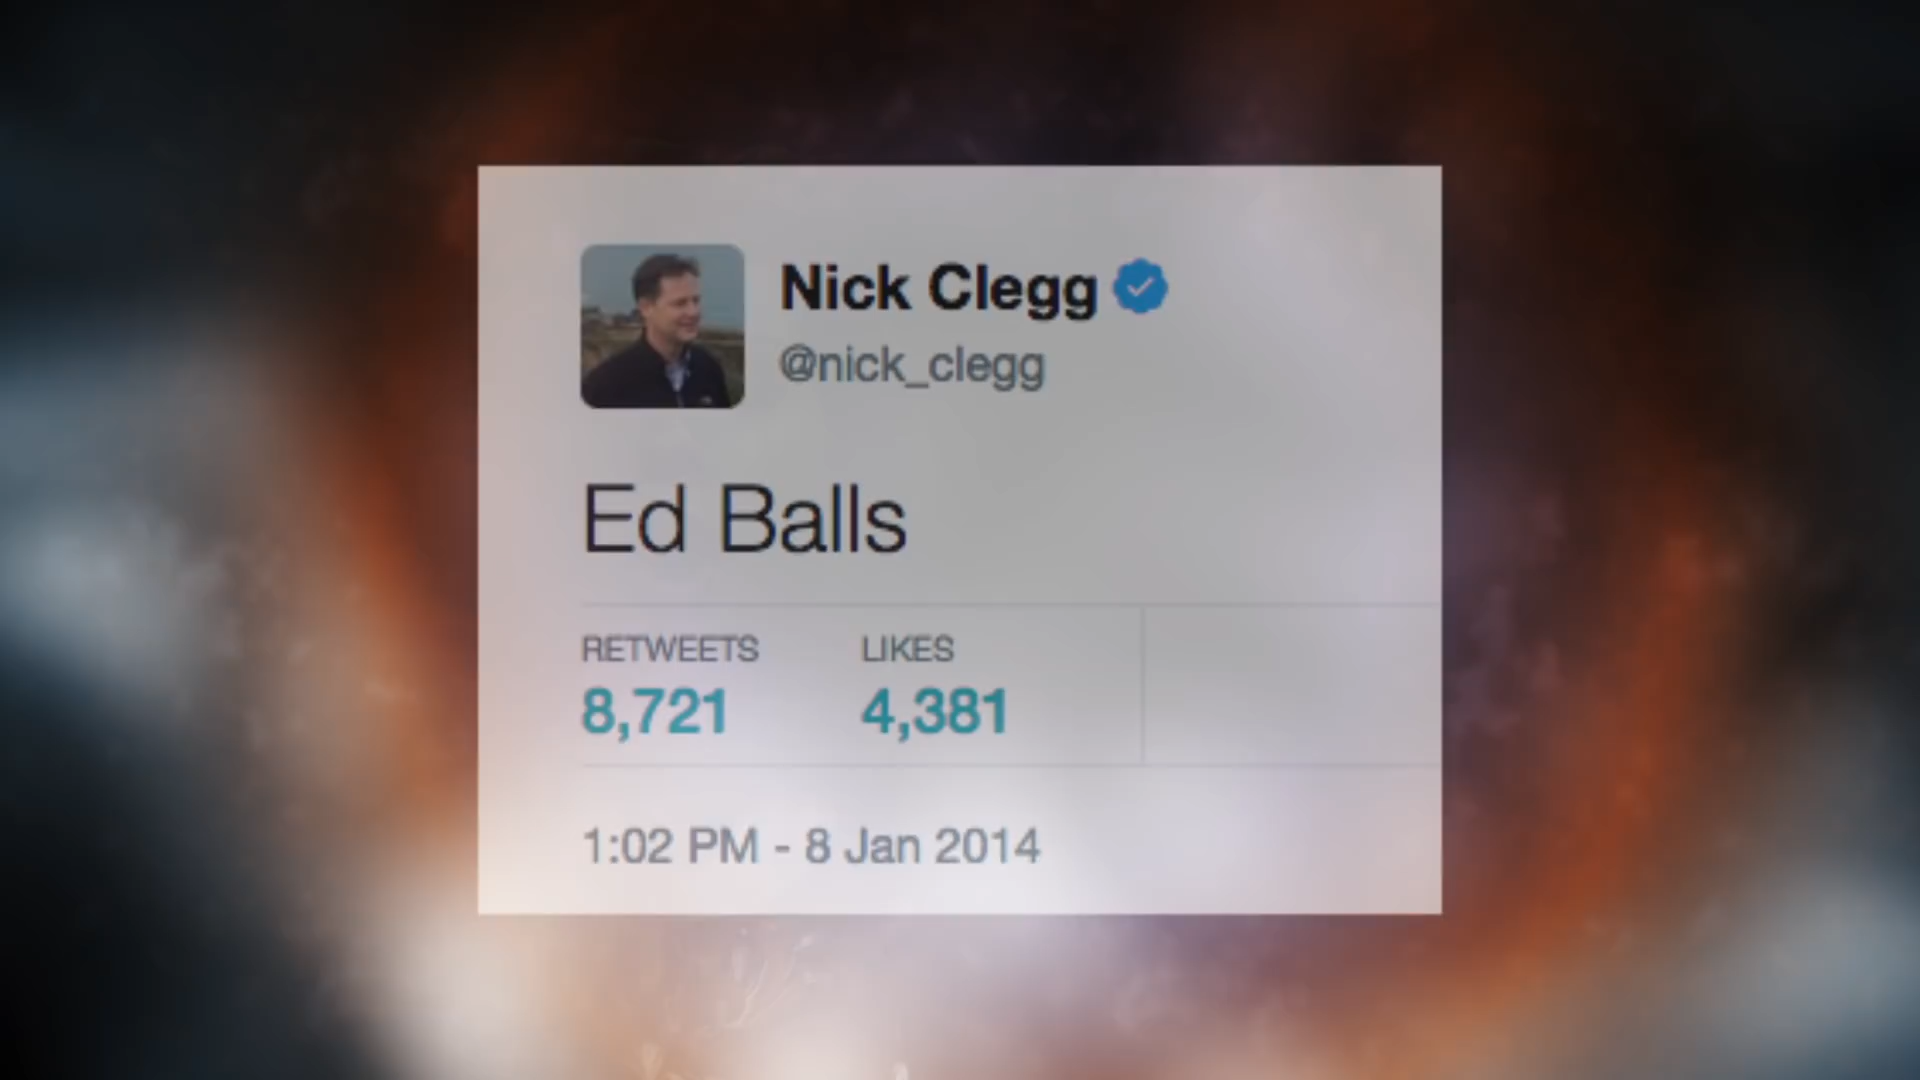 Nick Clegg
@nick_clegg
Ed Balls
RETWEETS LIKES
8,721 4,381
1:02 PM - 8 Jan 2014